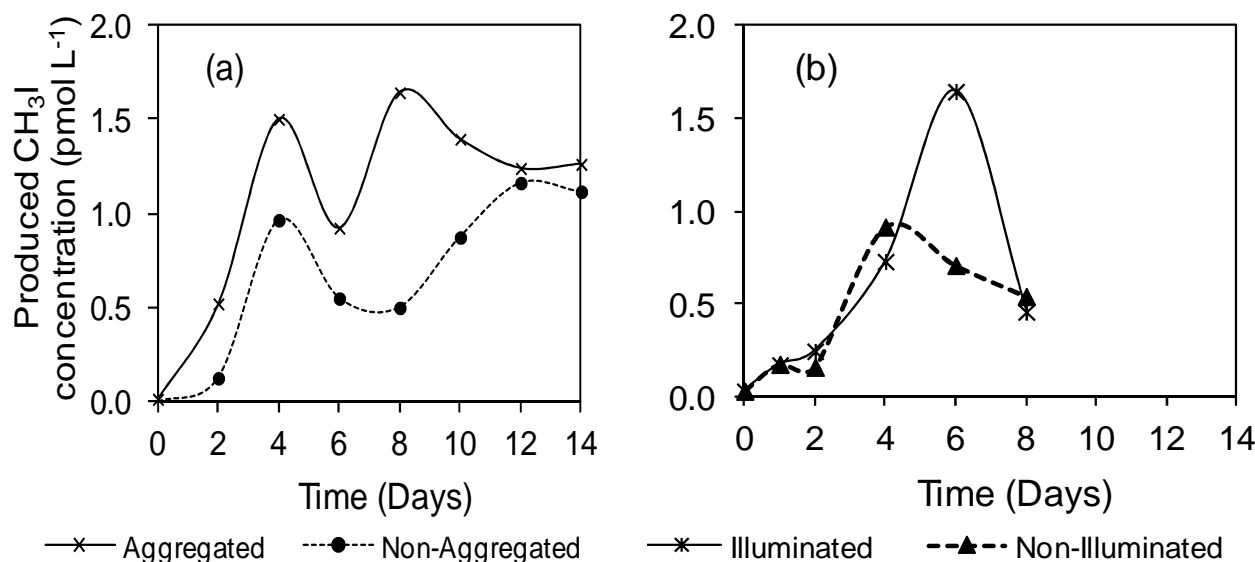 Produced CH₃I
concentration (pmol L⁻¹)
2.0
1.5
1.0
0.5
0.0
(a)
0 2 4 6 8 10 12 14
Time (Days)
Aggregated Non-Aggregated
2.0
1.5
1.0
0.5
0.0
(b)
0 2 4 6 8 10 12 14
Time (Days)
Illuminated Non-Illuminated